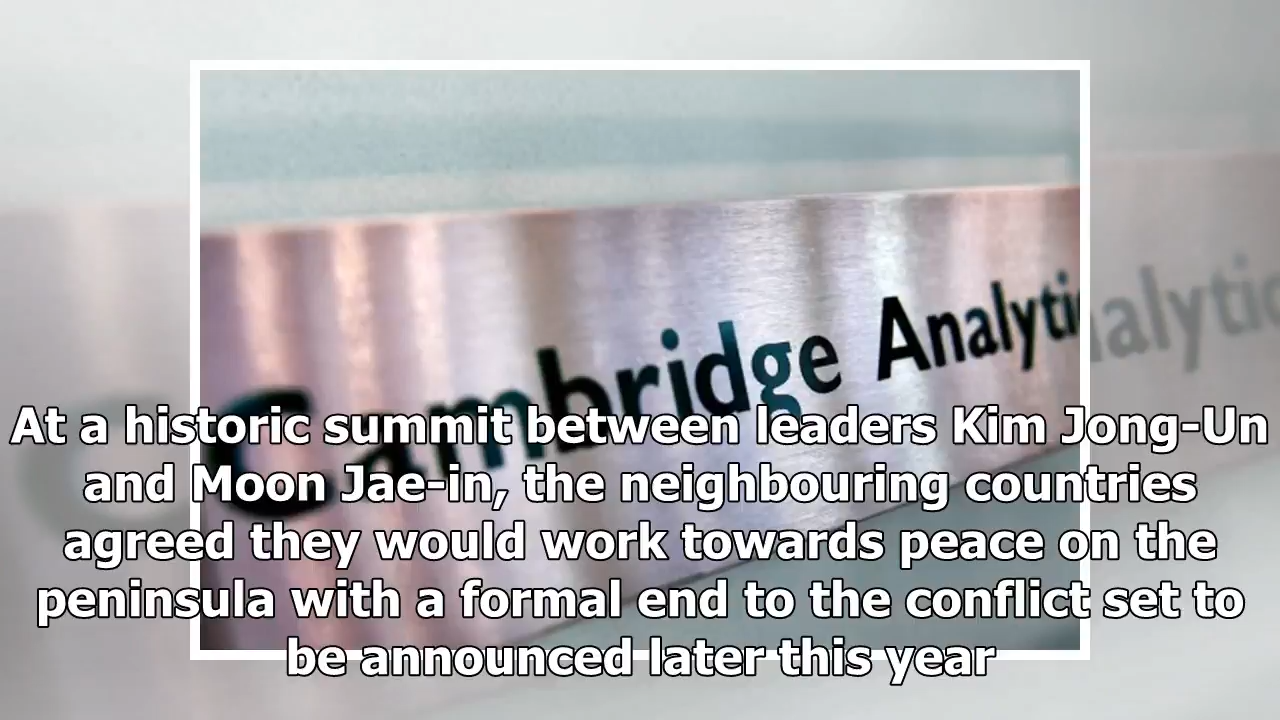 Cambridge Analytic
alytic
At a historic summit between leaders Kim Jong-Un
and Moon Jae-in, the neighbouring countries
agreed they would work towards peace on the
peninsula with a formal end to the conflict set to
be announced later this year